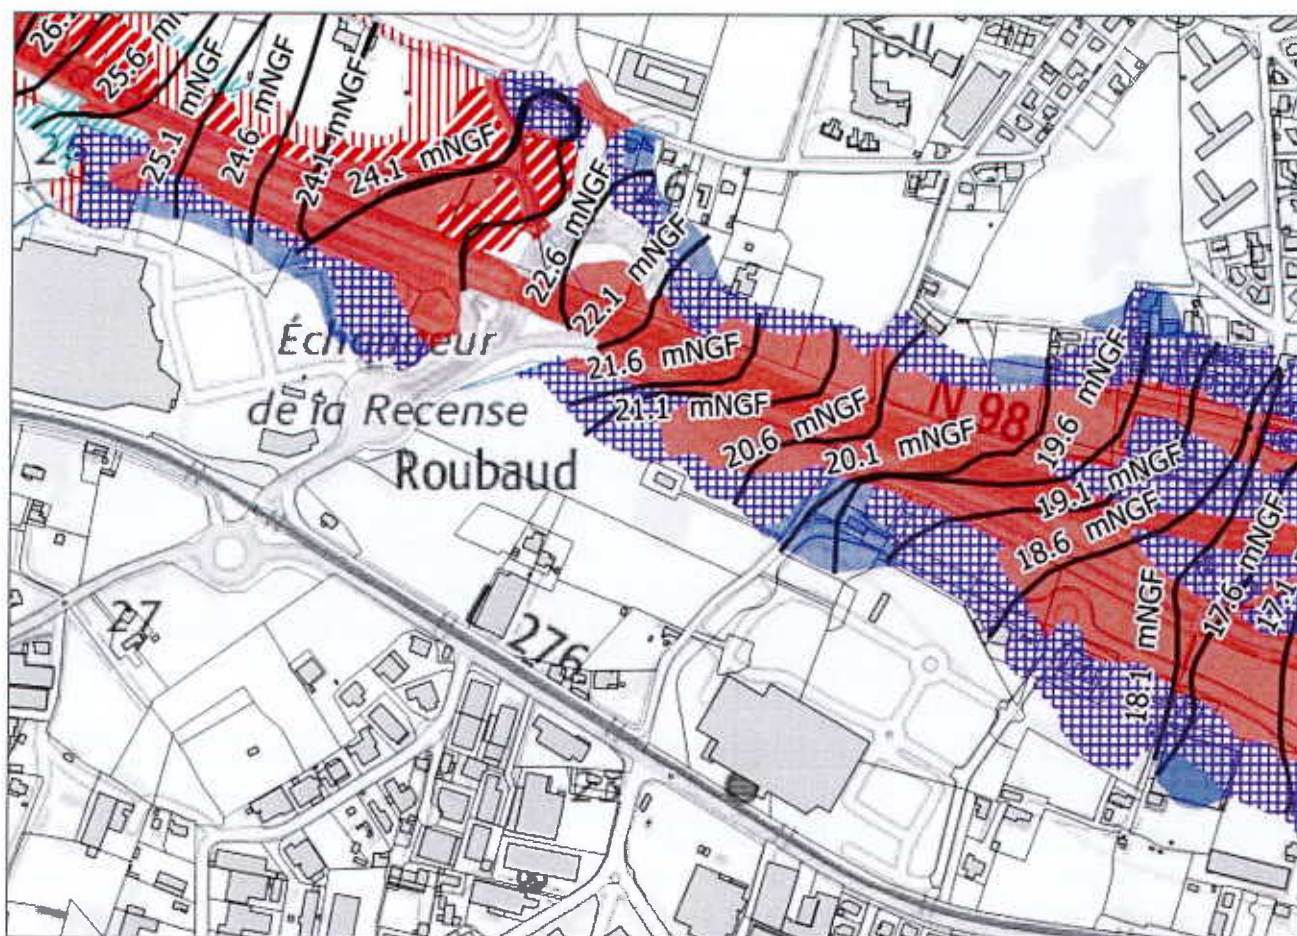 25.6 mNGF
25.1 mNGF
24.6 mNGF
24.1 mNGF
24.1 mNGF
22.6 mNGF
22.1 mNGF
21.6 mNGF
21.1 mNGF
20.6 mNGF
20.1 mNGF
N 98
19.6 mNGF
19.1 mNGF
18.6 mNGF
18.1 mNGF
17.6 mNGF
17.1
Échangeur
de la Recense
Roubaud
27
276